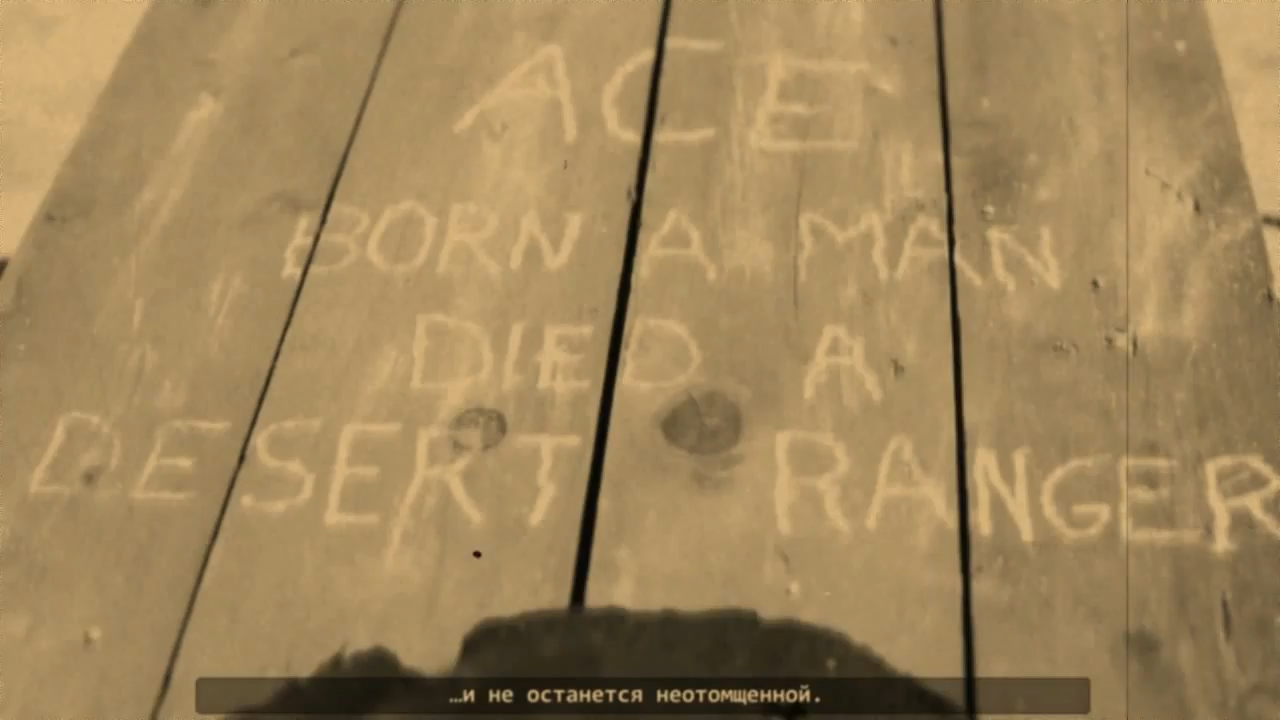 ACE
BORN A MAN
DIED A
DESERT RANGER
…и не останется неотомщенной.